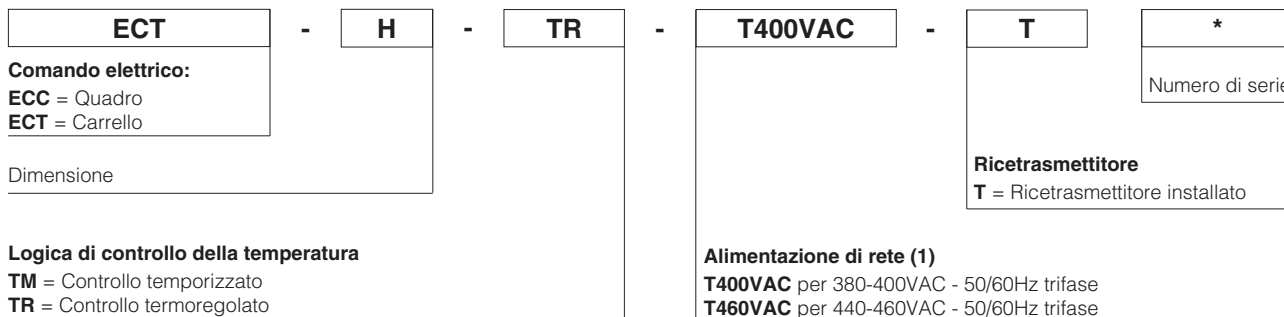 ECT - H - TR - T400VAC - T *
Comando elettrico:
ECC = Quadro
ECT = Carrello
Numero di serie
Dimensione
Ricetrasmettitore
T = Ricetrasmettitore installato
Logica di controllo della temperatura
TM = Controllo temporizzato
TR = Controllo termoregolato
Alimentazione di rete (1)
T400VAC per 380-400VAC - 50/60Hz trifase
T460VAC per 440-460VAC - 50/60Hz trifase